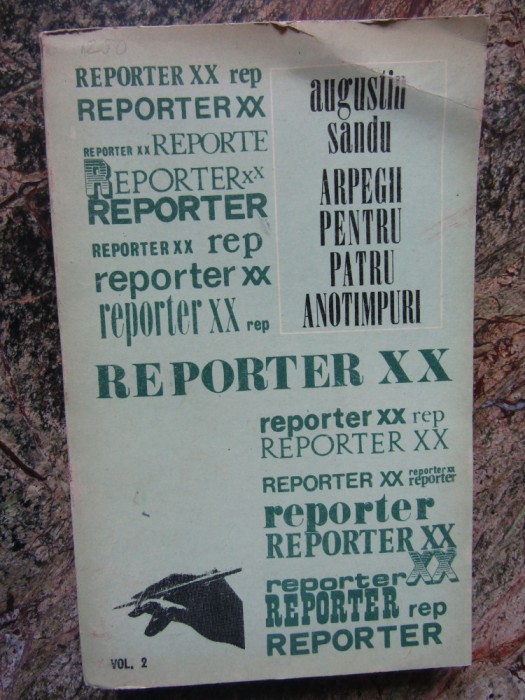 1230
REPORTER XX rep
REPORTER XX
REPORTER XX REPORTE
REPORTER XX
REPORTER
REPORTER XX rep
reporter XX
reporter XX rep
augustin
sandu
ARPEGII
PENTRU
PATRU
ANOTIMPURI
REPORTER XX
reporter XX rep
REPORTER XX
REPORTER XX reporter XX
reporter
reporter
REPORTER XX
reporter XX
REPORTER rep
REPORTER
VOL. 2